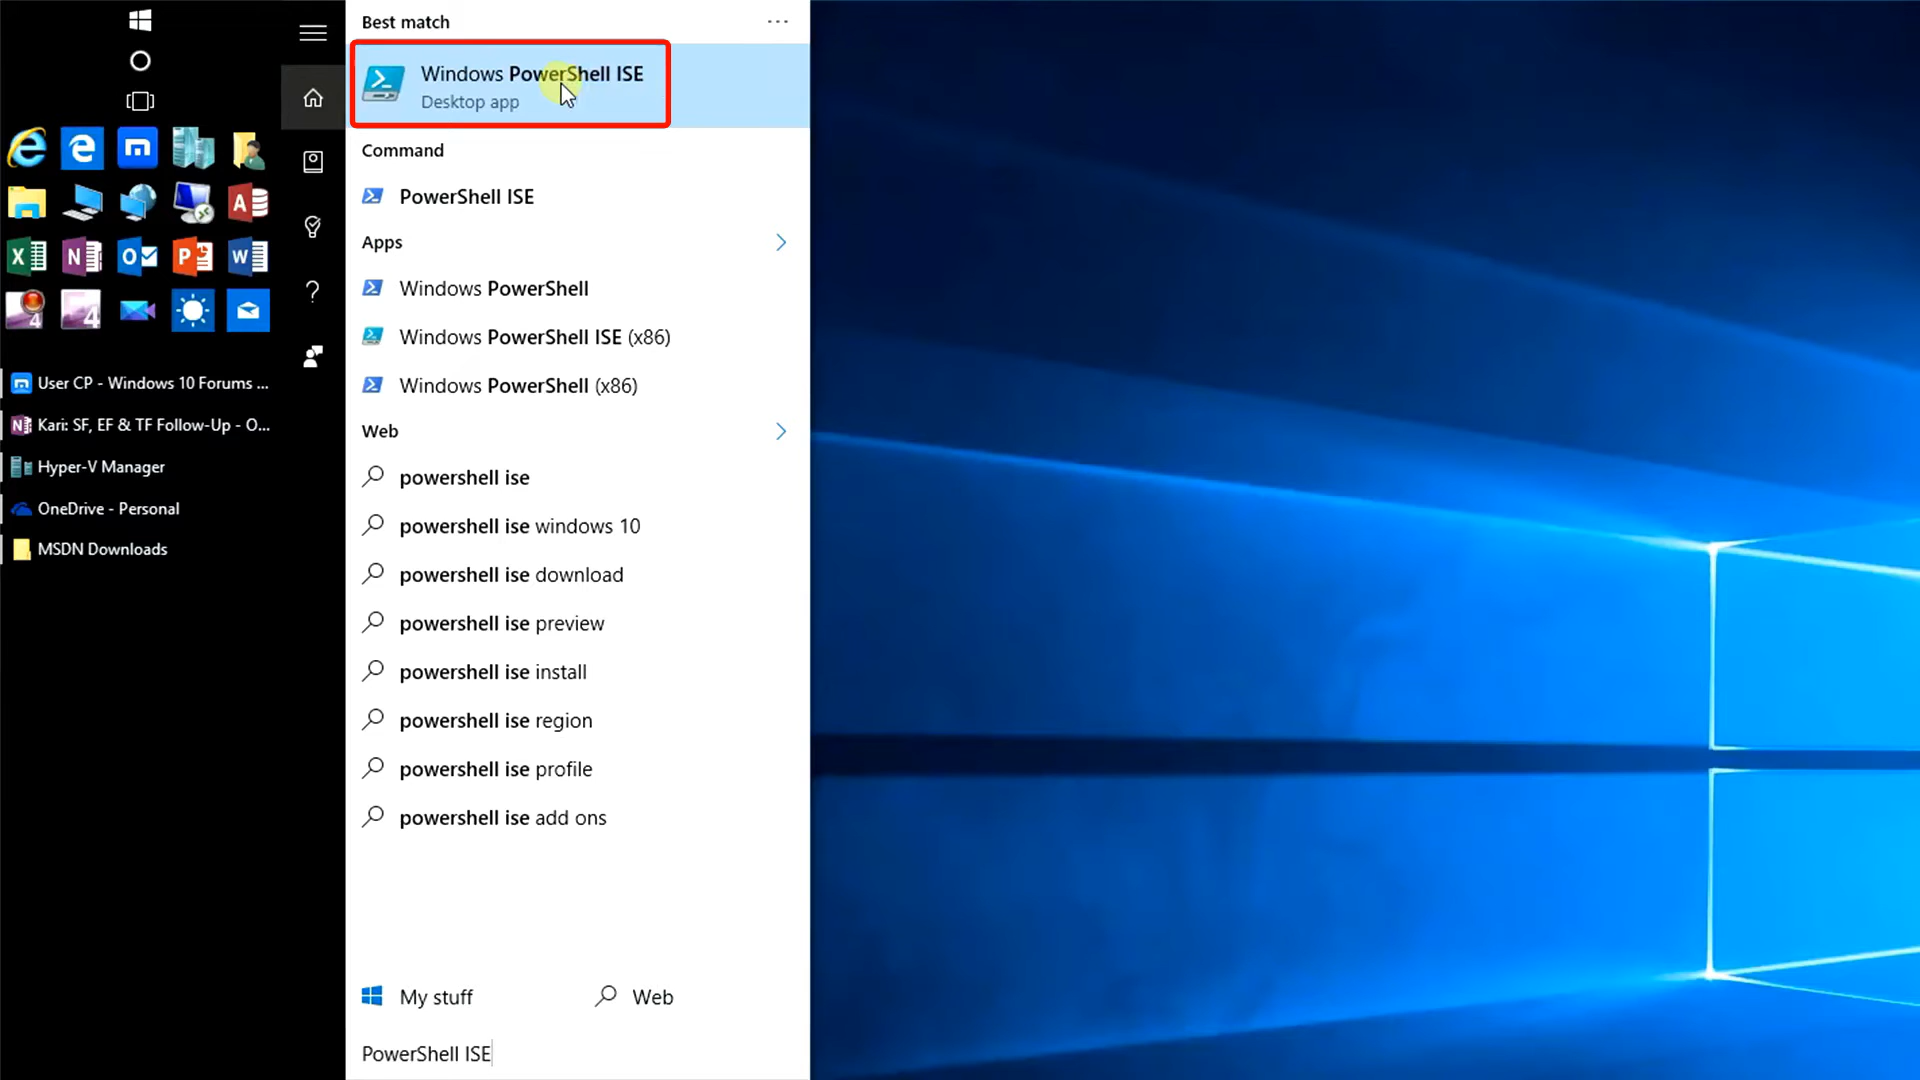 Best match
...
Windows PowerShell ISE
Desktop app
Command
PowerShell ISE
Apps
Windows PowerShell
Windows PowerShell ISE (x86)
Windows PowerShell (x86)
Web
powershell ise
powershell ise windows 10
powershell ise download
powershell ise preview
powershell ise install
powershell ise region
powershell ise profile
powershell ise add ons
My stuff
Web
PowerShell ISE
User CP - Windows 10 Forums ...
Kari: SF, EF & TF Follow-Up - O...
Hyper-V Manager
OneDrive - Personal
MSDN Downloads